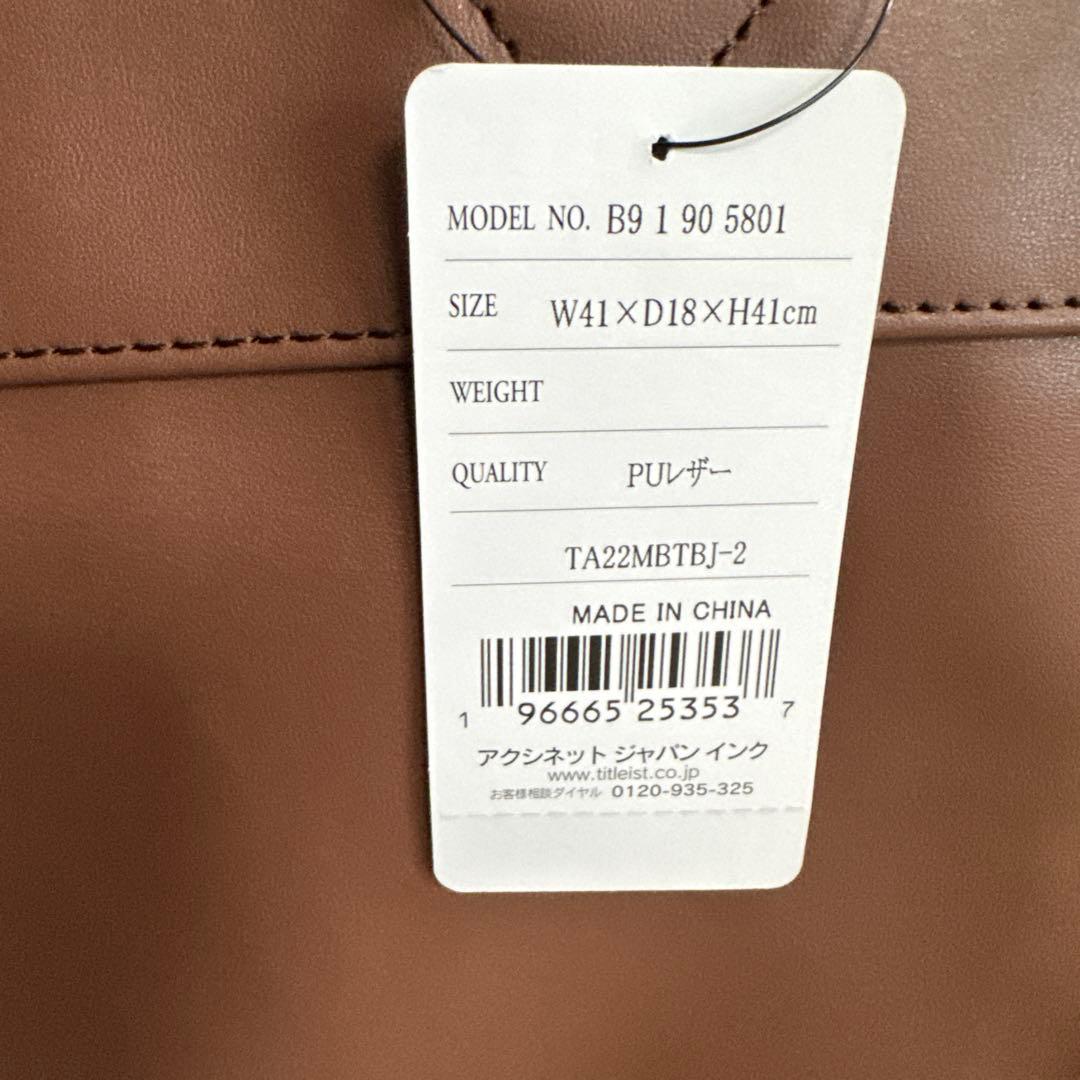 MODEL NO. B9 1 90 5801
SIZE W41×D18×H41cm
WEIGHT
QUALITY PUレザー
TA22MBTBJ-2
MADE IN CHINA
1 96665 25353 7
アクシネット ジャパン インク
www.titleist.co.jp
お客様相談ダイヤル 0120-935-325